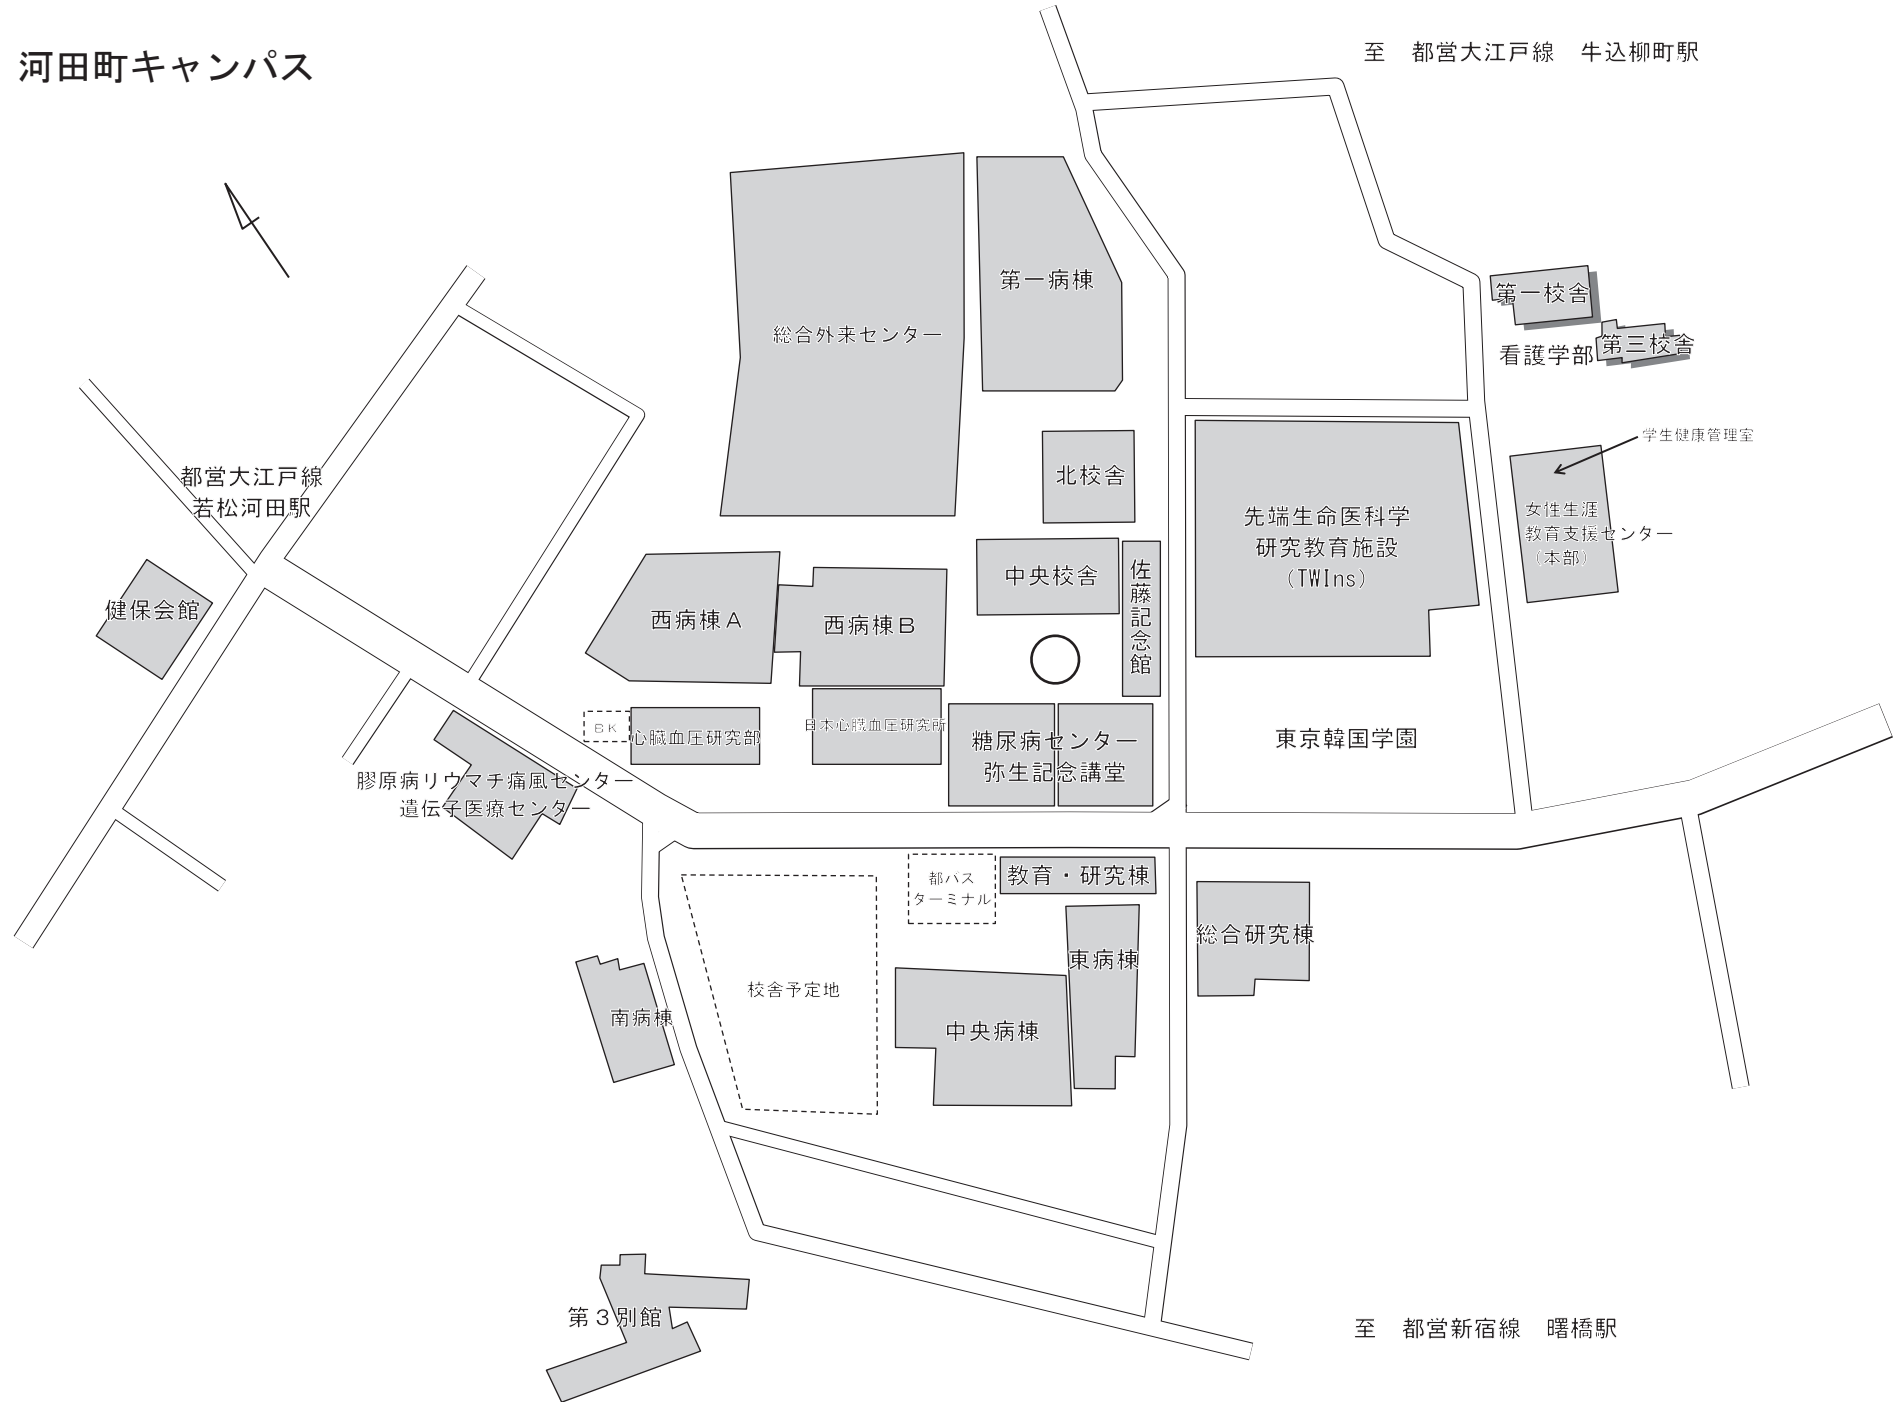 河田町キャンパス
至 都営大江戸線 牛込柳町駅
第一病棟
総合外来センター
第一校舎
第三校舎
看護学部
学生健康管理室
女性生涯
教育支援センター
(本部)
北校舎
先端生命医科学
研究教育施設
(TWIns)
都営大江戸線
若松河田駅
健保会館
中央校舎
佐藤記念館
西病棟A
西病棟B
BK
心臓血圧研究部
日本心臓血圧研究所
糖尿病センター
弥生記念講堂
東京韓国学園
膠原病リウマチ痛風センター
遺伝子医療センター
都バス
ターミナル
教育・研究棟
総合研究棟
東病棟
校舎予定地
中央病棟
南病棟
第3別館
至 都営新宿線 曙橋駅